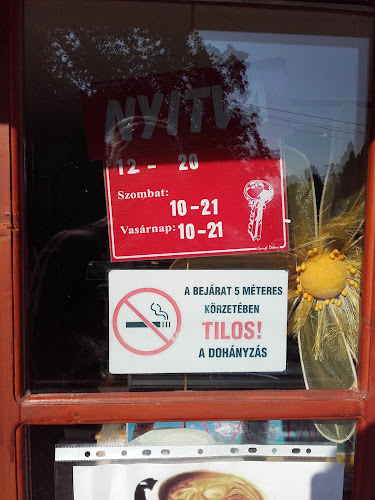 NYITVA
12 - 20
Szombat:
10-21
Vasárnap: 10-21
A BEJÁRAT 5 MÉTERES
KÖRZETÉBEN
TILOS!
A DOHÁNYZÁS